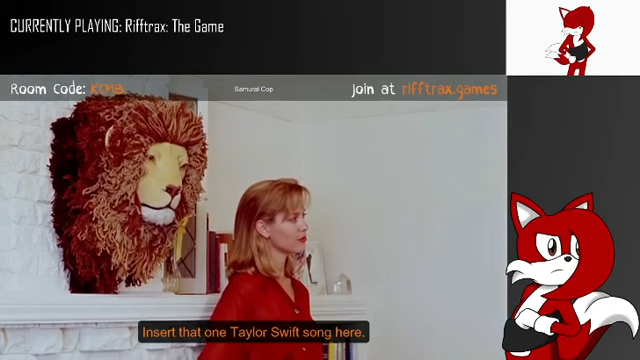 CURRENTLY PLAYING: Rifftrax: The Game
Room Code: KCMB
Samurai Cop
join at rifftrax.games
Insert that one Taylor Swift song here.